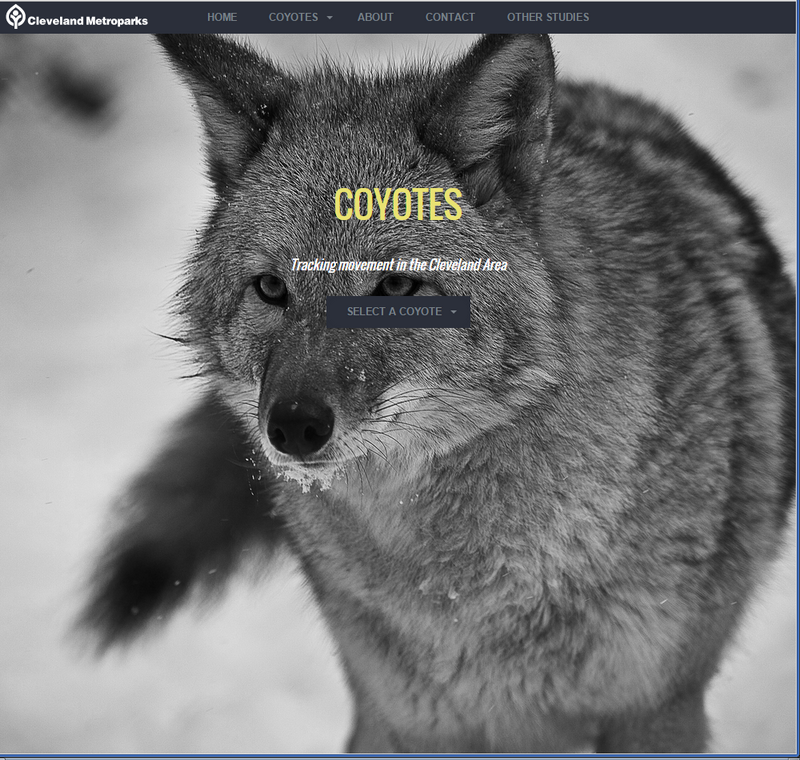 Cleveland Metroparks
HOME COYOTES ABOUT CONTACT OTHER STUDIES
COYOTES
Tracking movement in the Cleveland Area
SELECT A COYOTE